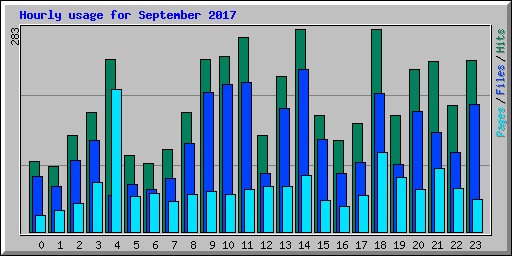 Hourly usage for September 2017
283
Pages / Files / Hits
0 1 2 3 4 5 6 7 8 9 10 11 12 13 14 15 16 17 18 19 20 21 22 23